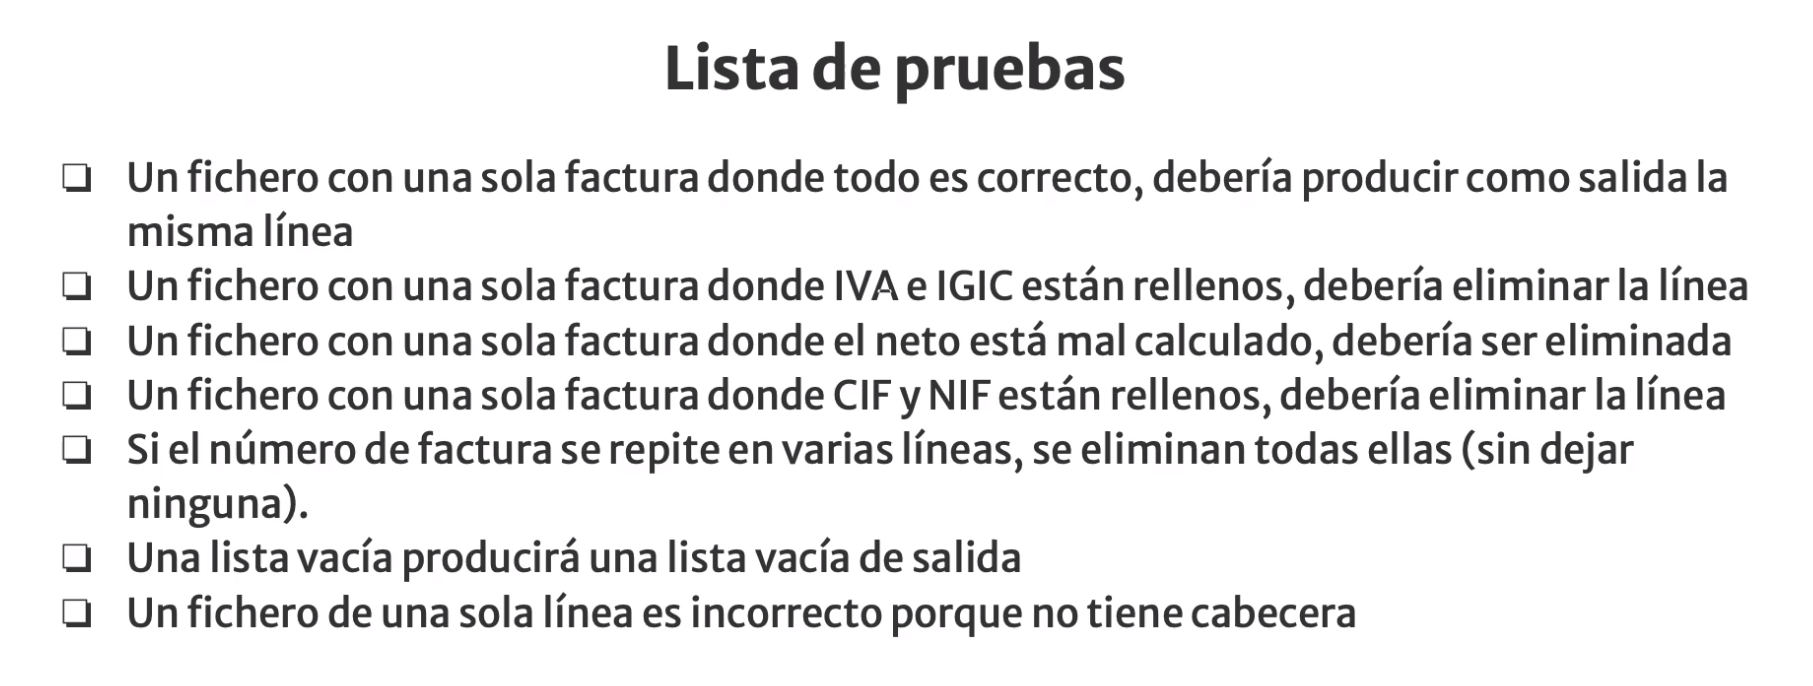 Lista de pruebas
❏ Un fichero con una sola factura donde todo es correcto, debería producir como salida la
misma línea
❏ Un fichero con una sola factura donde IVA e IGIC están rellenos, debería eliminar la línea
❏ Un fichero con una sola factura donde el neto está mal calculado, debería ser eliminada
❏ Un fichero con una sola factura donde CIF y NIF están rellenos, debería eliminar la línea
❏ Si el número de factura se repite en varias líneas, se eliminan todas ellas (sin dejar
ninguna).
❏ Una lista vacía producirá una lista vacía de salida
❏ Un fichero de una sola línea es incorrecto porque no tiene cabecera